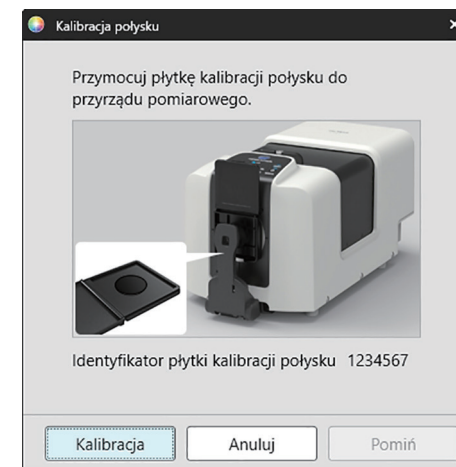 Kalibracja połysku
Przymocuj płytkę kalibracji połysku do
przyrządu pomiarowego.
Identyfikator płytki kalibracji połysku 1234567
Kalibracja
Anuluj
Pomiń